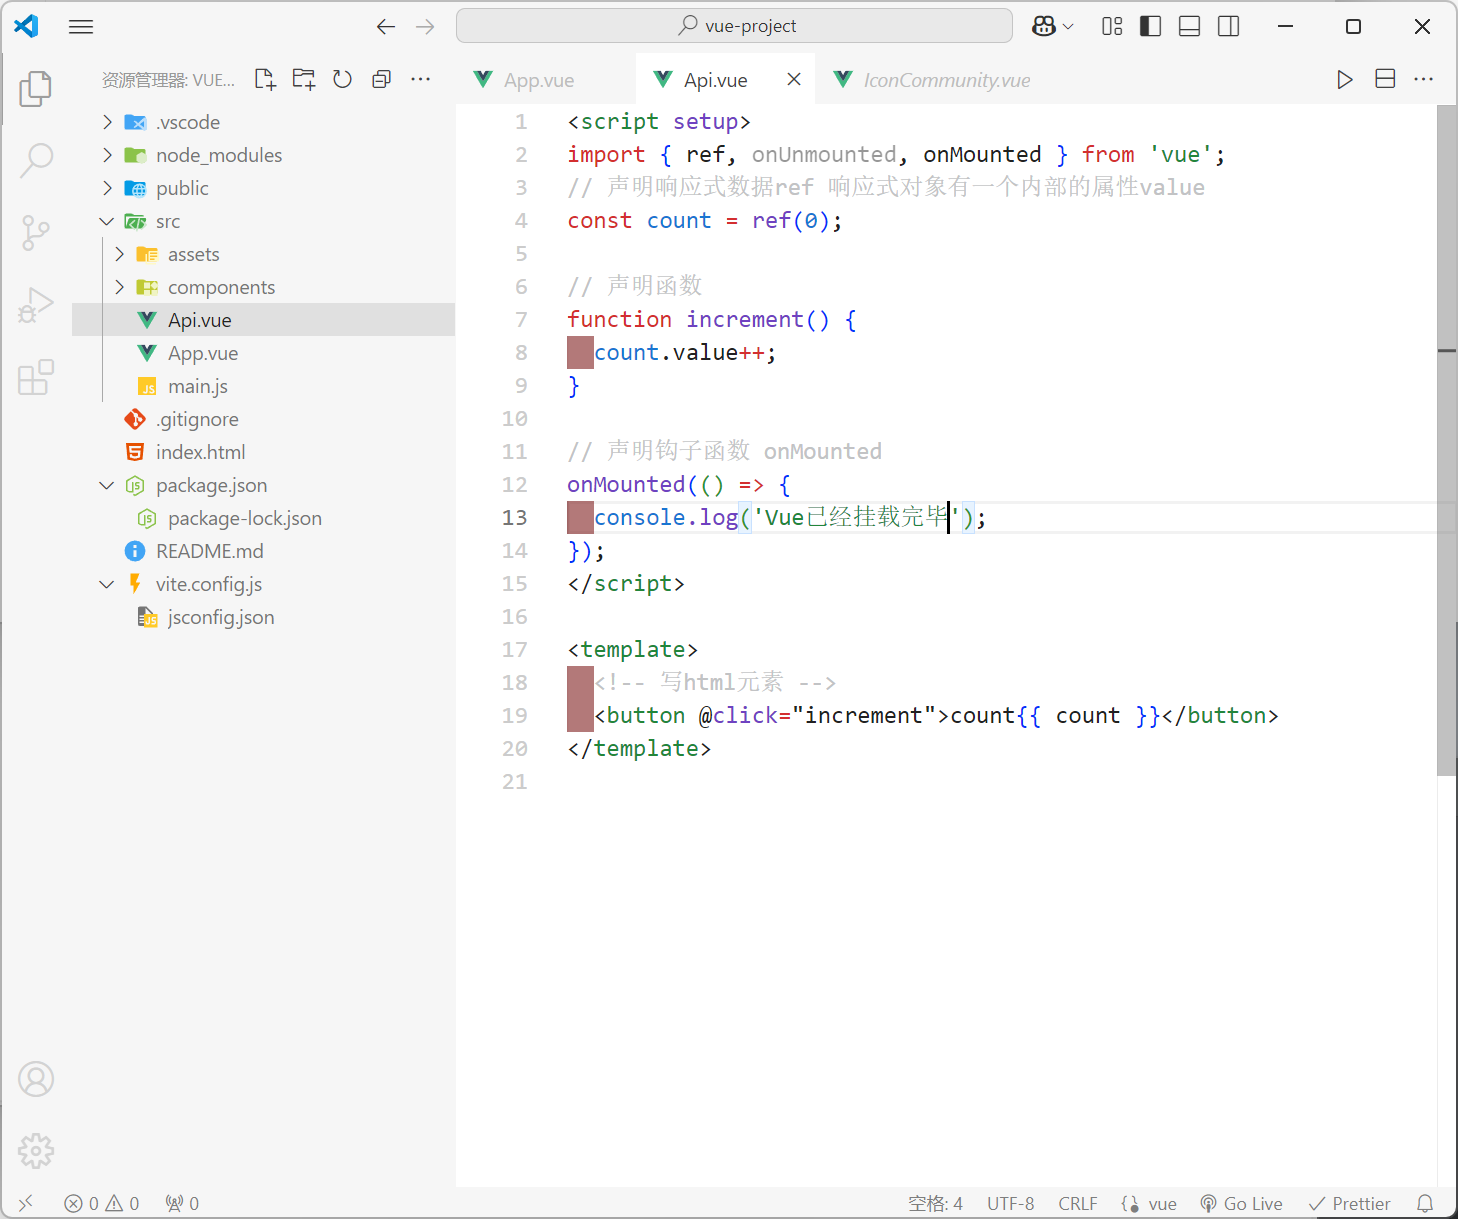 vue-project
资源管理器: VUE...
App.vue
Api.vue
IconCommunity.vue
.vscode
node_modules
public
src
assets
components
Api.vue
App.vue
main.js
.gitignore
index.html
package.json
package-lock.json
README.md
vite.config.js
jsconfig.json
1 <script setup>
2 import { ref, onUnmounted, onMounted } from 'vue';
3 // 声明响应式数据ref 响应式对象有一个内部的属性value
4 const count = ref(0);
5
6 // 声明函数
7 function increment() {
8 count.value++;
9 }
10
11 // 声明钩子函数 onMounted
12 onMounted(() => {
13 console.log('Vue已经挂载完毕');
14 });
15 </script>
16
17 <template>
18 <!-- 写html元素 -->
19 <button @click="increment">count{{ count }}</button>
20 </template>
21
0 0 0 空格: 4 UTF-8 CRLF vue Go Live Prettier